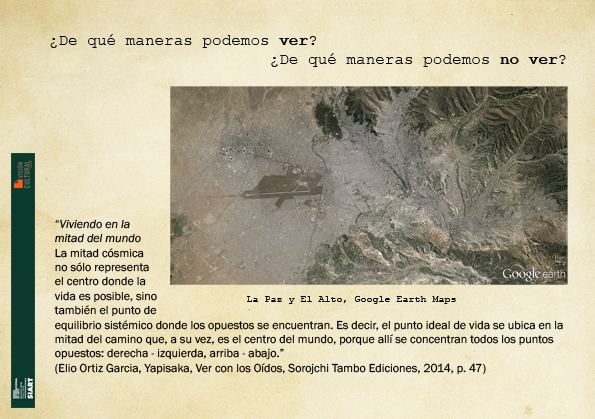 ¿De qué maneras podemos ver?
¿De qué maneras podemos no ver?
Google earth
La Paz y El Alto, Google Earth Maps
“Viviendo en la
mitad del mundo
La mitad cósmica
no sólo representa
el centro donde la
vida es posible, sino
también el punto de
equilibrio sistémico donde los opuestos se encuentran. Es decir, el punto ideal de vida se ubica en la
mitad del camino que, a su vez, es el centro del mundo, porque allí se concentran todos los puntos
opuestos: derecha - izquierda, arriba - abajo.”
(Elio Ortiz Garcia, Yapisaka, Ver con los Oídos, Sorojchi Tambo Ediciones, 2014, p. 47)
VISIÓN
CULTURAL
SIART